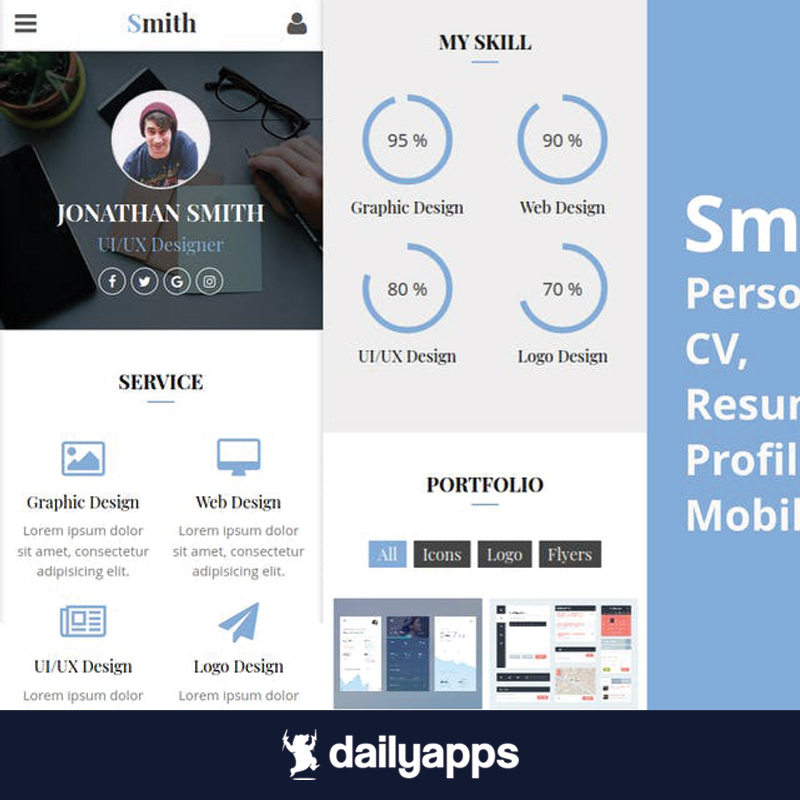 Smith
JONATHAN SMITH
UI/UX Designer
SERVICE
Graphic Design
Web Design
Lorem ipsum dolor
sit amet, consectetur
adipisicing elit.
Lorem ipsum dolor
sit amet, consectetur
adipisicing elit.
UI/UX Design
Logo Design
Lorem ipsum dolor
Lorem ipsum dolor
MY SKILL
95 %
90 %
Graphic Design
Web Design
80 %
70 %
UI/UX Design
Logo Design
PORTFOLIO
All
Icons
Logo
Flyers
Sm
Perso
CV,
Resu
Profil
Mobil
dailyapps